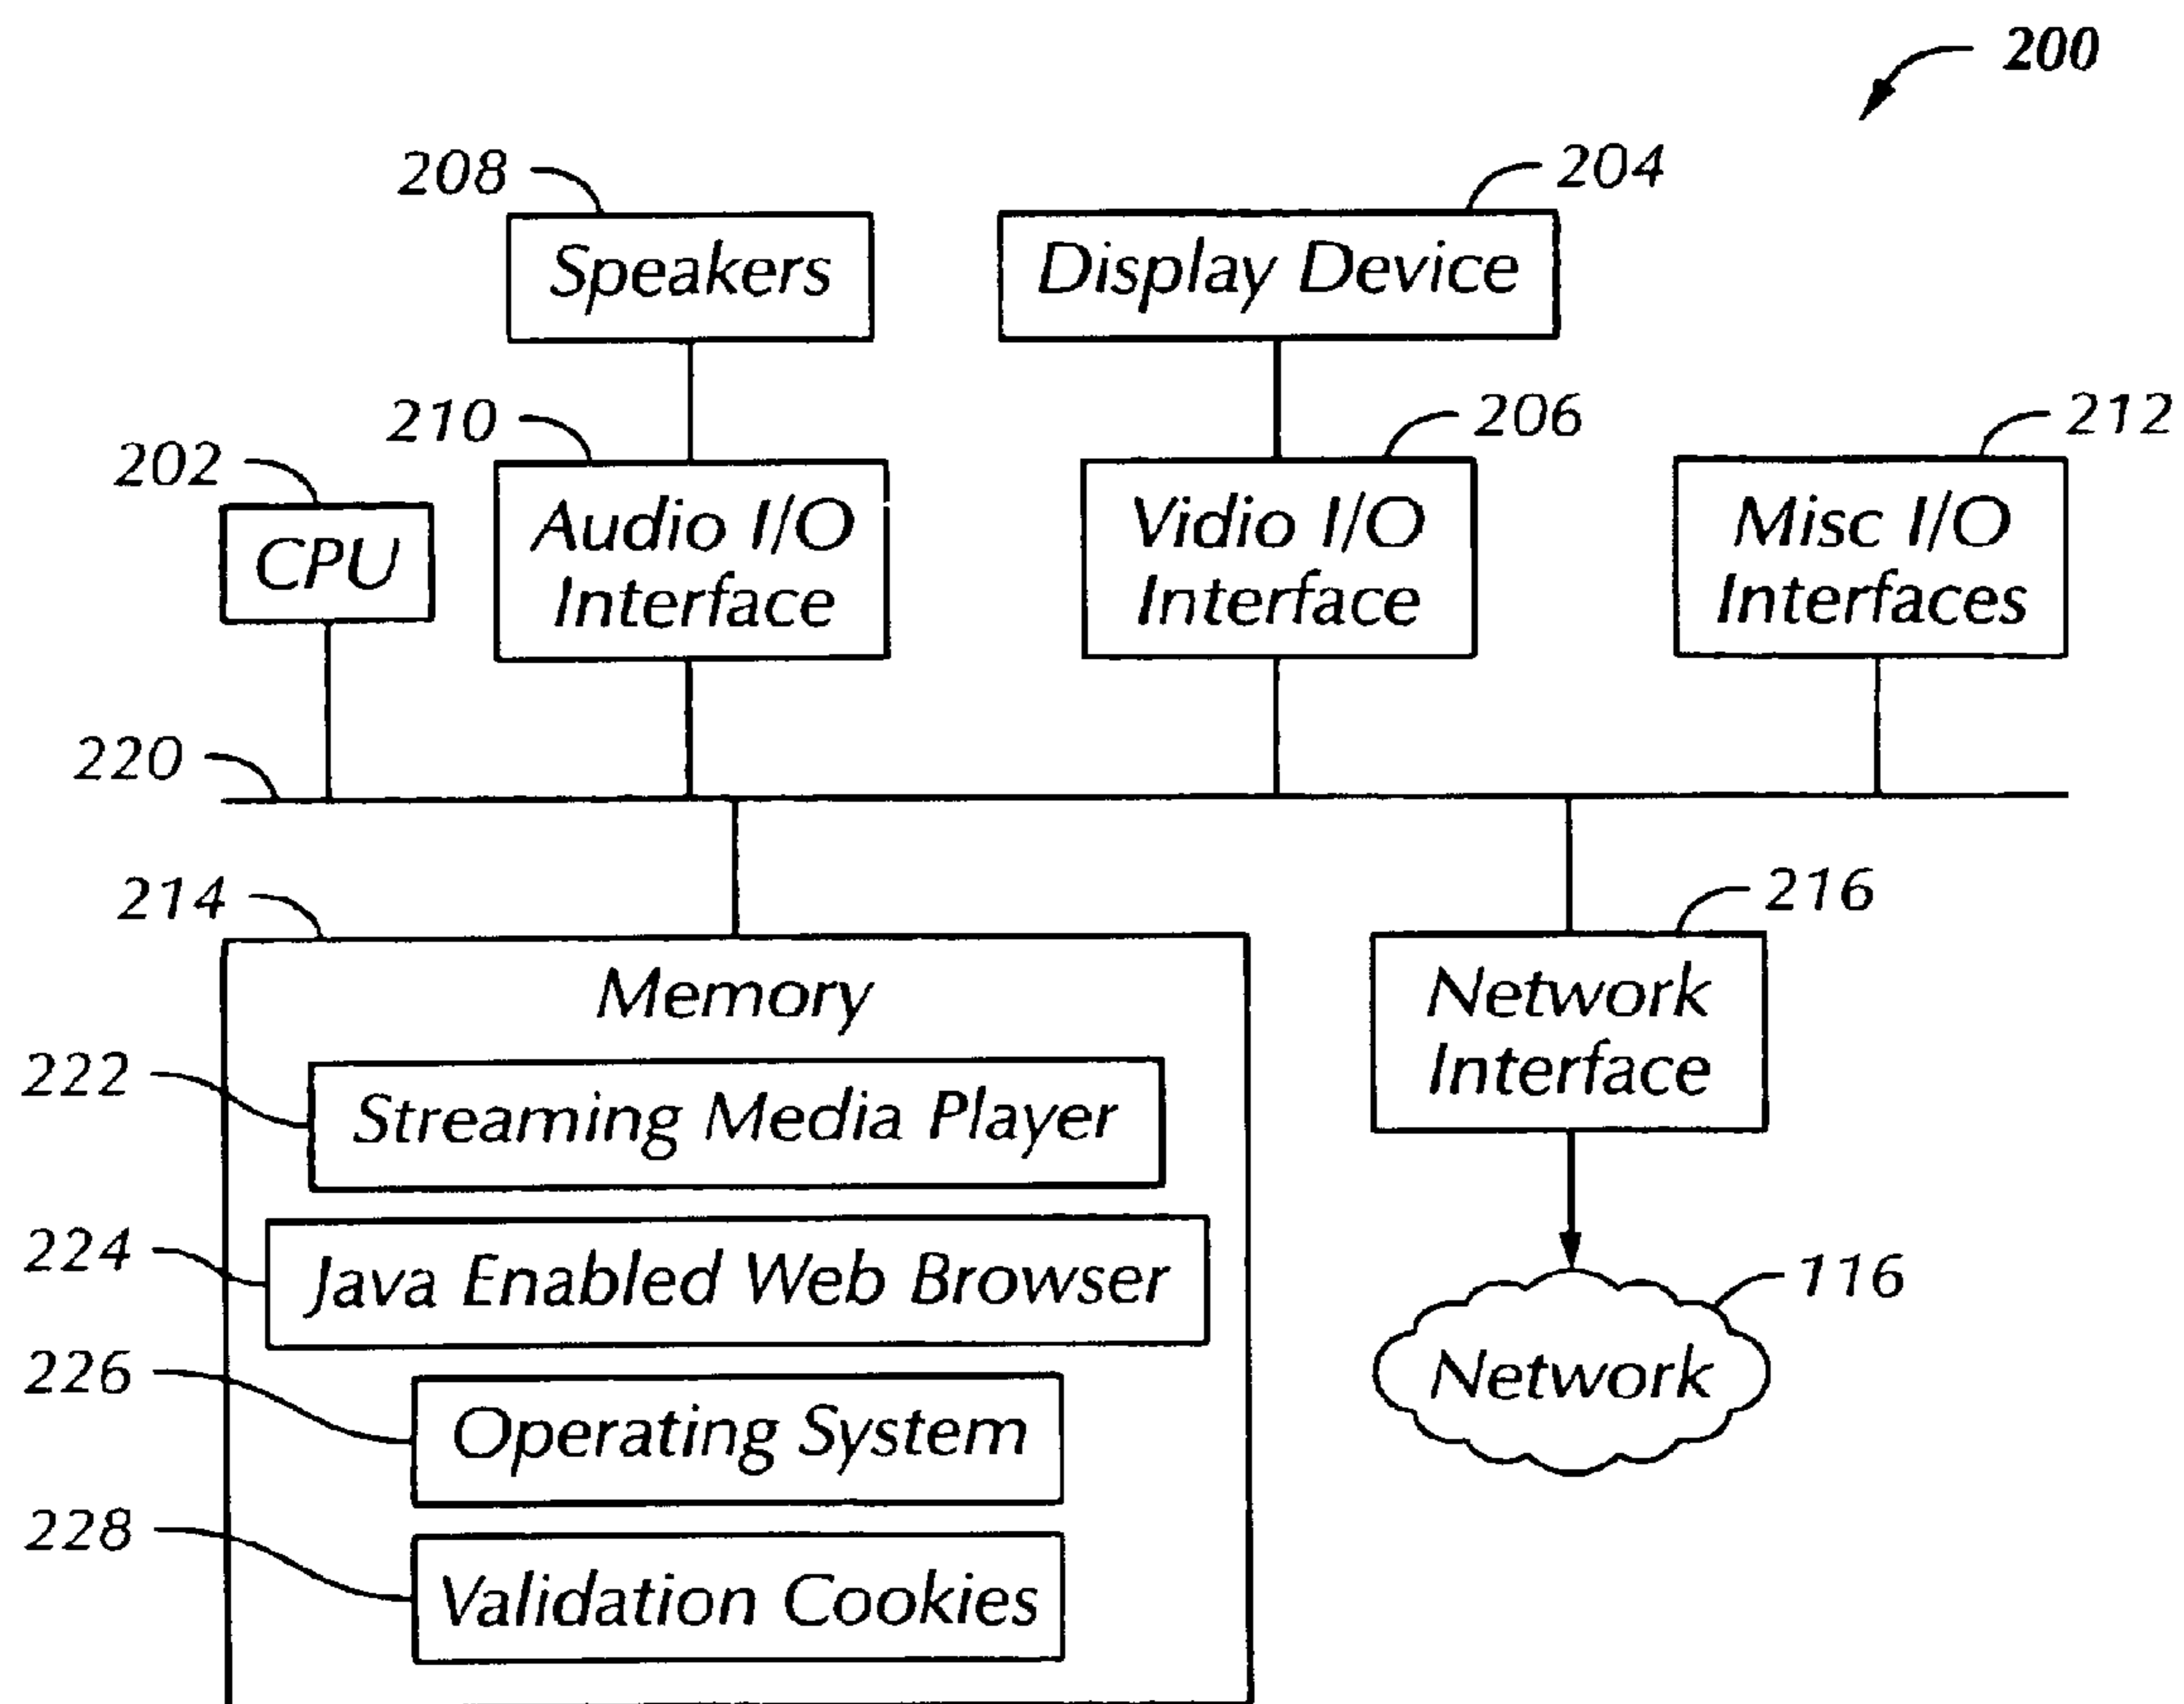 200
208
204
Speakers
Display Device
210
206
212
202
CPU
Audio I/O
Interface
Vidio I/O
Interface
Misc I/O
Interfaces
220
214
216
Memory
Network
Interface
222
Streaming Media Player
224
Java Enabled Web Browser
116
Network
226
Operating System
228
Validation Cookies